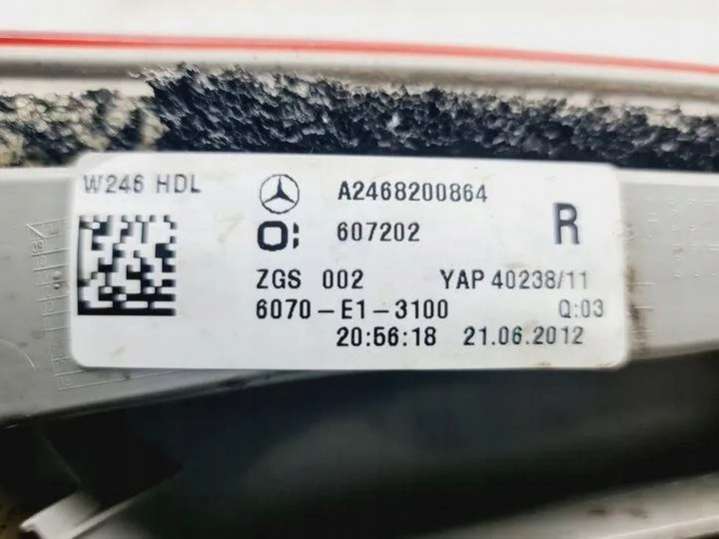 W246 HDL
A2468200864
607202
R
ZGS 002 YAP 40238/11
6070-E1-3100 Q:03
20:56:18 21.06.2012